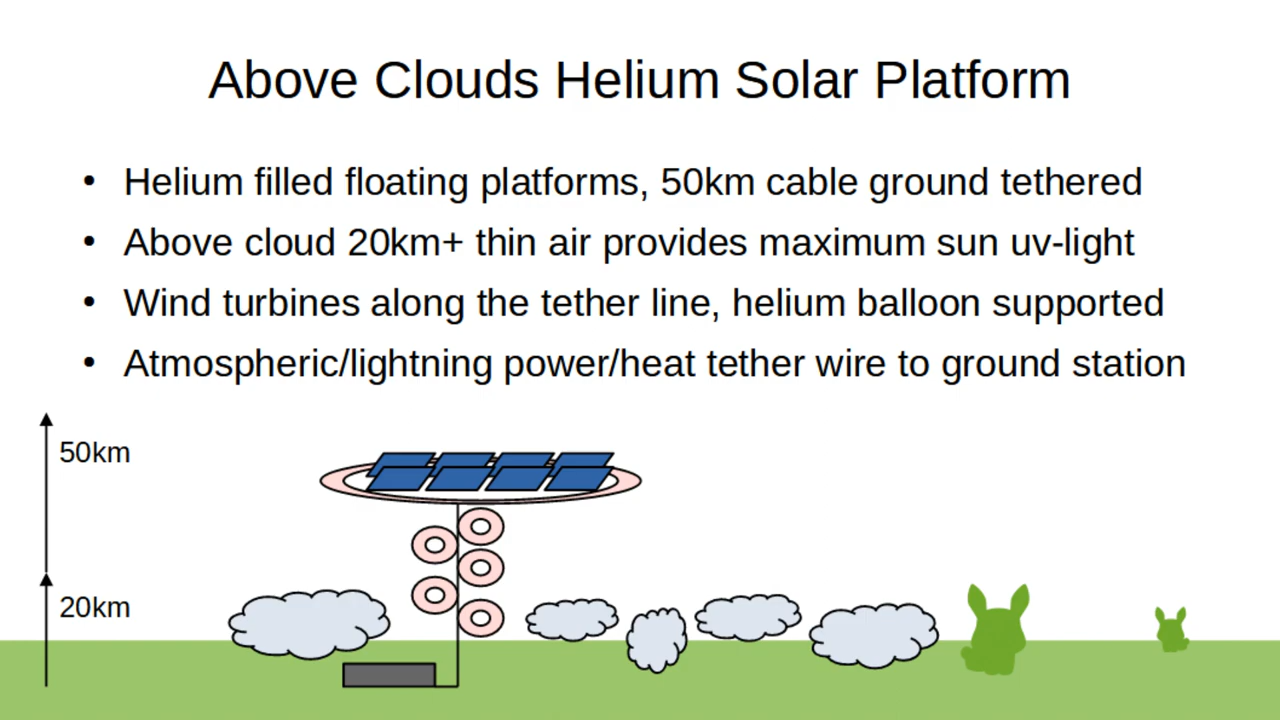 Above Clouds Helium Solar Platform
• Helium filled floating platforms, 50km cable ground tethered
• Above cloud 20km+ thin air provides maximum sun uv-light
• Wind turbines along the tether line, helium balloon supported
• Atmospheric/lightning power/heat tether wire to ground station
50km
20km